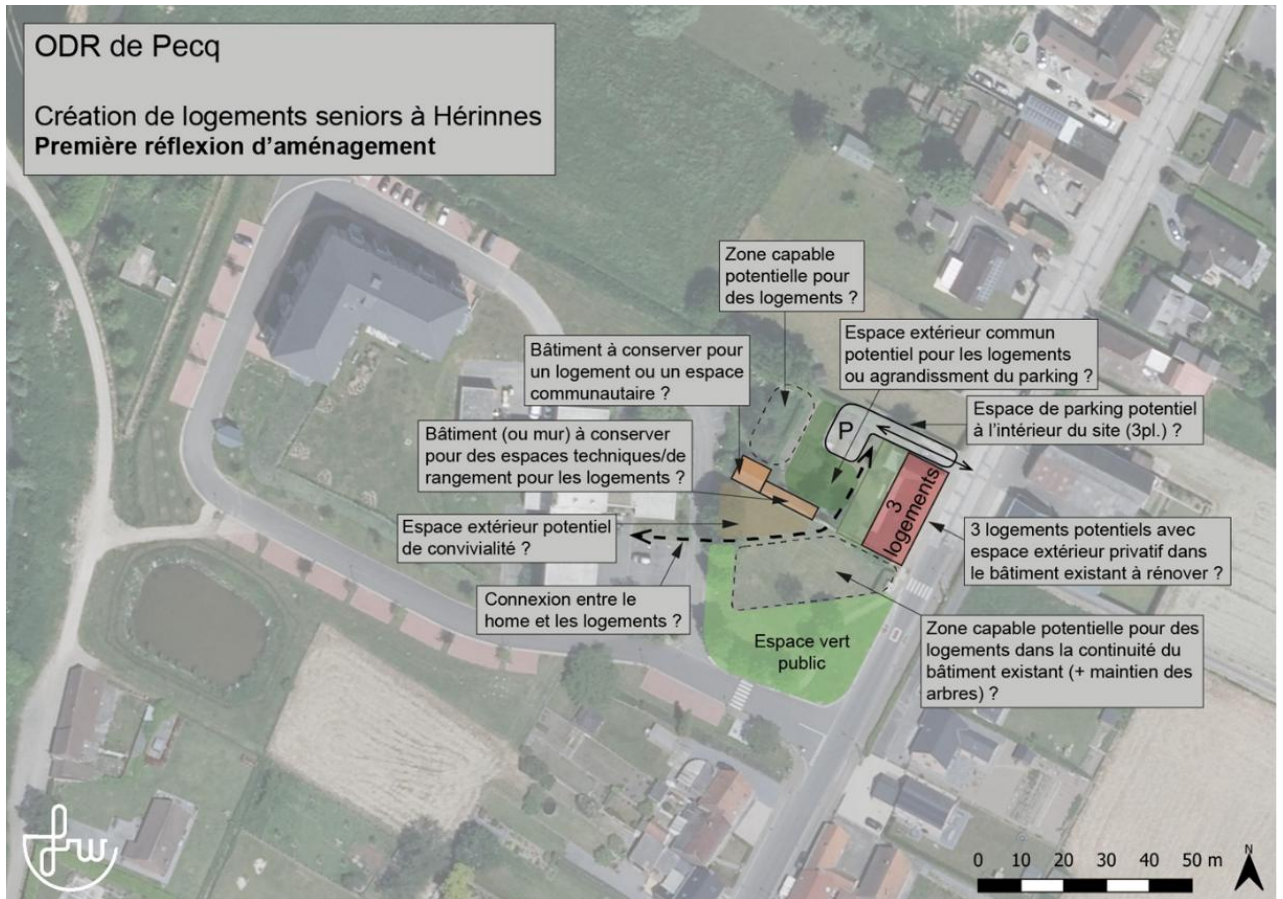 ODR de Pecq
Création de logements seniors à Hérinnes
Première réflexion d'aménagement
Zone capable
potentielle pour
des logements ?
Espace extérieur commun
potentiel pour les logements
ou agrandissment du parking ?
Bâtiment à conserver pour
un logement ou un espace
communautaire ?
Espace de parking potentiel
à l'intérieur du site (3pl.) ?
P
Bâtiment (ou mur) à conserver
pour des espaces techniques/de
rangement pour les logements ?
3
logements
Espace extérieur potentiel
de convivialité ?
3 logements potentiels avec
espace extérieur privatif dans
le bâtiment existant à rénover ?
Connexion entre le
home et les logements ?
Espace vert
public
Zone capable potentielle pour des
logements dans la continuité du
bâtiment existant (+ maintien des
arbres) ?
frw
0 10 20 30 40 50 m
N